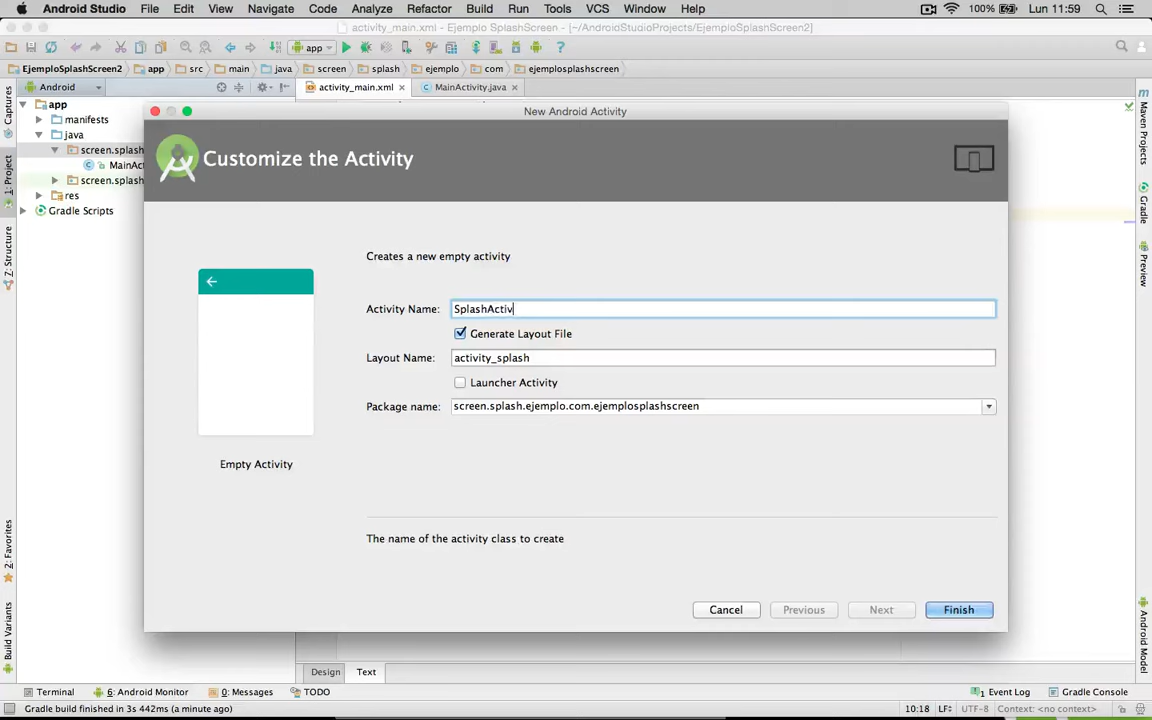 Android Studio File Edit View Navigate Code Analyze Refactor Build Run Tools VCS Window Help 100% Lun 11:59
activity_main.xml - Ejemplo SplashScreen - [~/AndroidStudioProjects/EjemploSplashScreen2]
app
EjemploSplashScreen2 app src main java screen splash ejemplo com ejemplosplashscreen
Android activity_main.xml MainActivity.java
app
manifests
java
screen.splash
MainAct
screen.splash
res
Gradle Scripts
Captures
1: Project
7: Structure
2: Favorites
Build Variants
New Android Activity
Customize the Activity
Creates a new empty activity
Activity Name: SplashActiv
Generate Layout File
Layout Name: activity_splash
Launcher Activity
Package name: screen.splash.ejemplo.com.ejemplosplashscreen
Empty Activity
The name of the activity class to create
Cancel Previous Next Finish
Maven Projects
Gradle
Preview
Android Model
Design Text
Terminal 6: Android Monitor 0: Messages TODO 1 Event Log Gradle Console
Gradle build finished in 3s 442ms (a minute ago) 10:18 LF÷ UTF-8 Context: <no context>